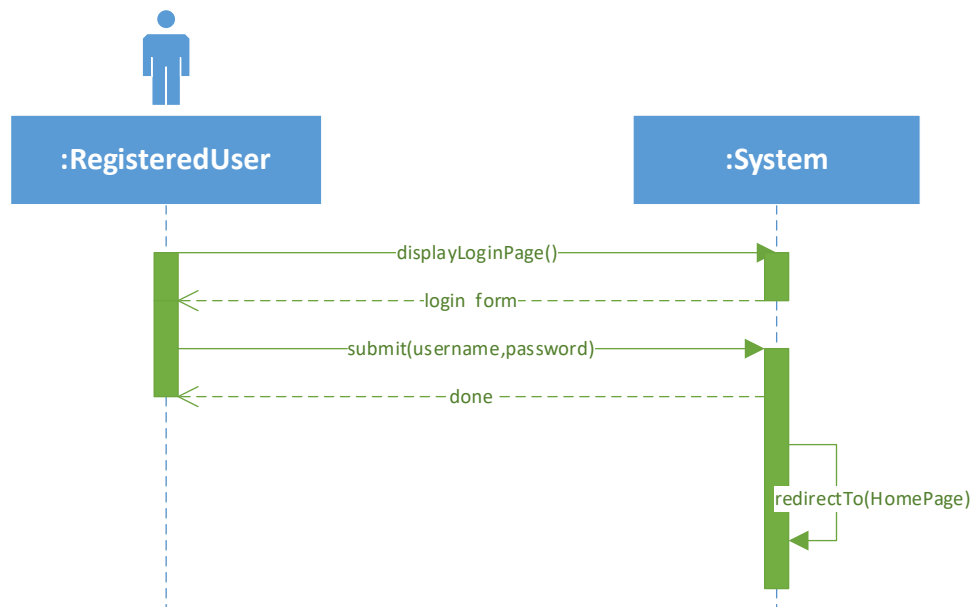 :RegisteredUser
:System
displayLoginPage()
login form
submit(username,password)
done
redirectTo(HomePage)